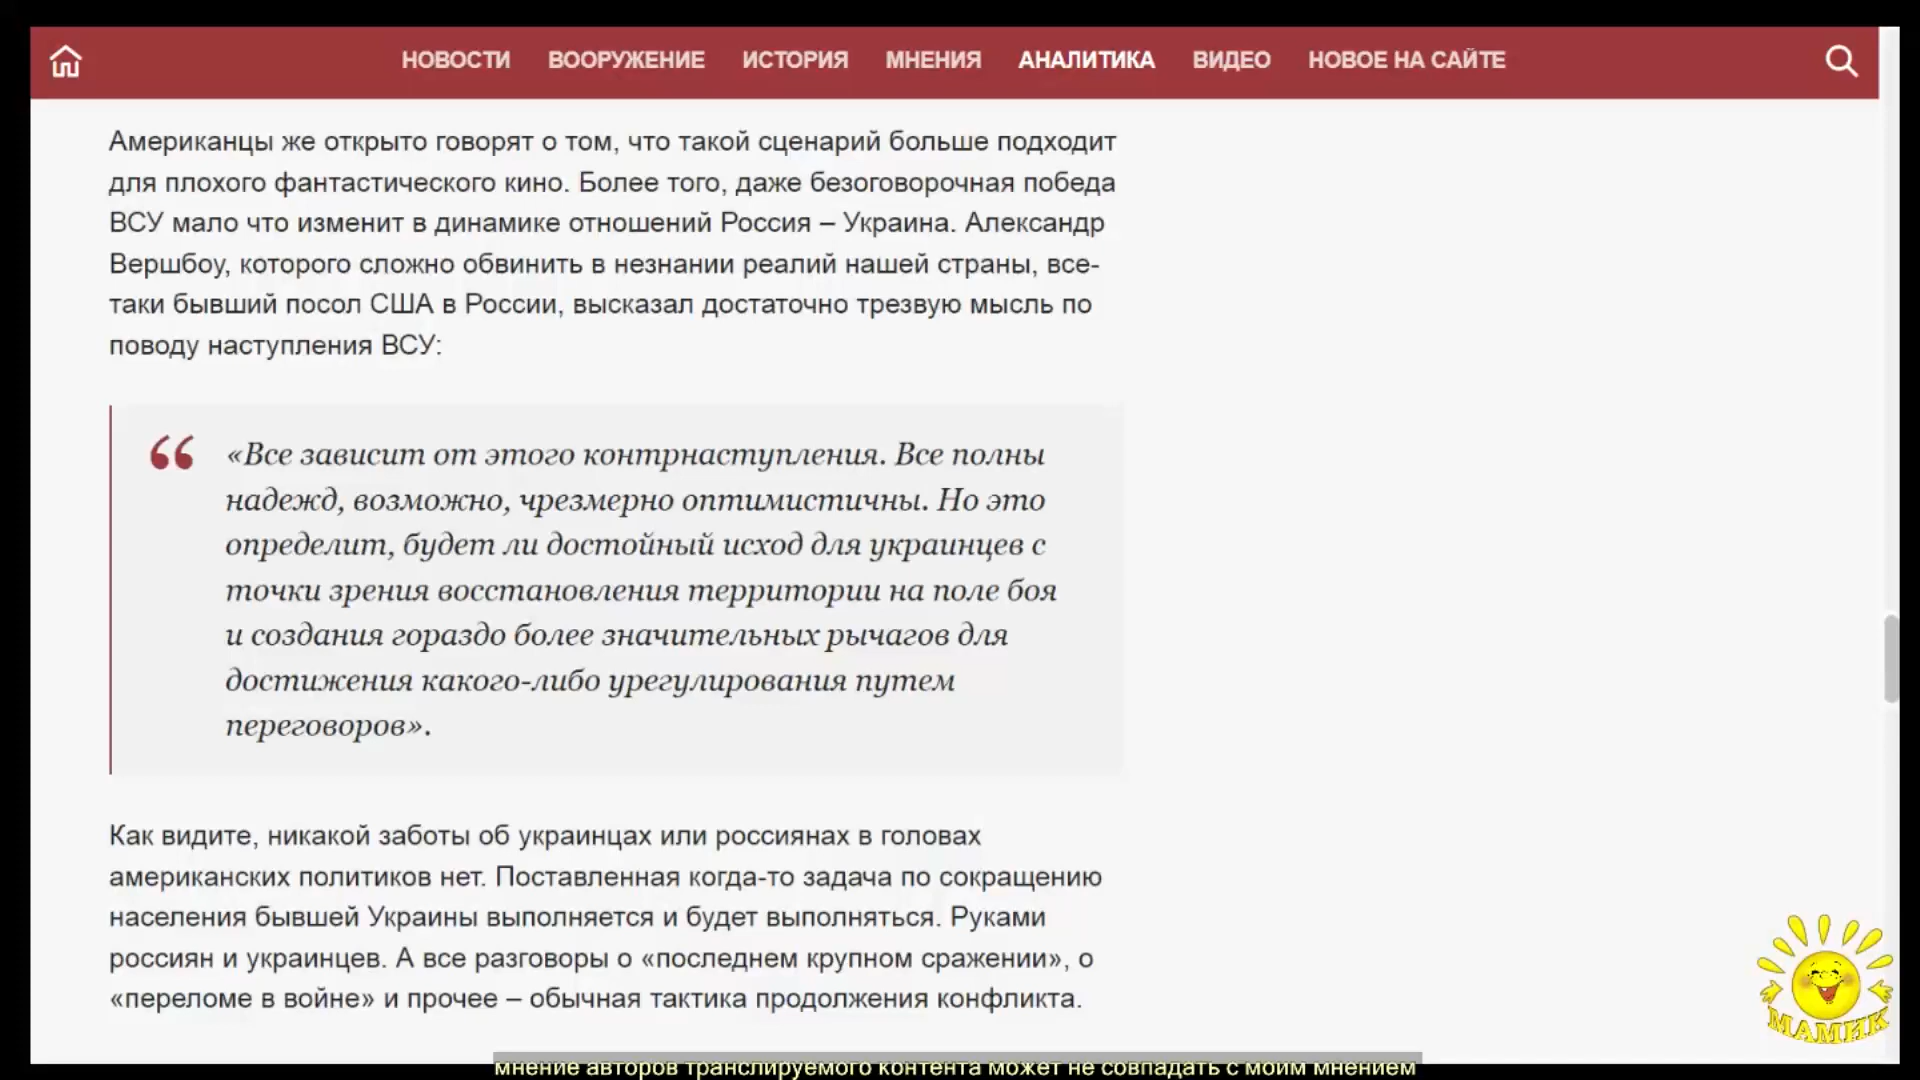 НОВОСТИ ВООРУЖЕНИЕ ИСТОРИЯ МНЕНИЯ АНАЛИТИКА ВИДЕО НОВОЕ НА САЙТЕ
Американцы же открыто говорят о том, что такой сценарий больше подходит
для плохого фантастического кино. Более того, даже безоговорочная победа
ВСУ мало что изменит в динамике отношений Россия – Украина. Александр
Вершбоу, которого сложно обвинить в незнании реалий нашей страны, все-
таки бывший посол США в России, высказал достаточно трезвую мысль по
поводу наступления ВСУ:
«Все зависит от этого контрнаступления. Все полны
надежд, возможно, чрезмерно оптимистичны. Но это
определит, будет ли достойный исход для украинцев с
точки зрения восстановления территории на поле боя
и создания гораздо более значительных рычагов для
достижения какого-либо урегулирования путем
переговоров».
Как видите, никакой заботы об украинцах или россиянах в головах
американских политиков нет. Поставленная когда-то задача по сокращению
населения бывшей Украины выполняется и будет выполняться. Руками
россиян и украинцев. А все разговоры о «последнем крупном сражении», о
«переломе в войне» и прочее – обычная тактика продолжения конфликта.
МАМИК
мнение авторов транслируемого контента может не совпадать с моим мнением